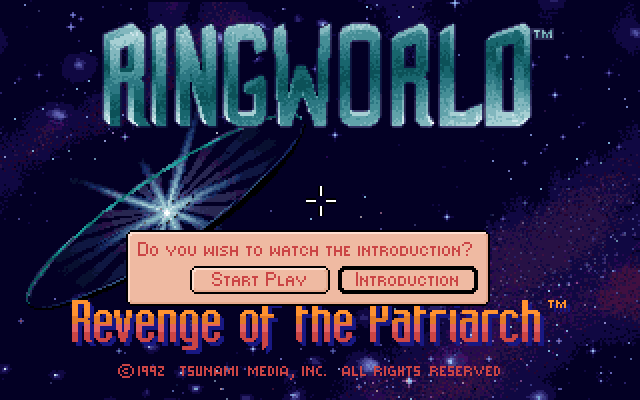 RINGWORLD™
Do you wish to watch the introduction?
Start Play
Introduction
Revenge of the Patriarch™
©1992 TSUNAMI MEDIA, INC. ALL RIGHTS RESERVED